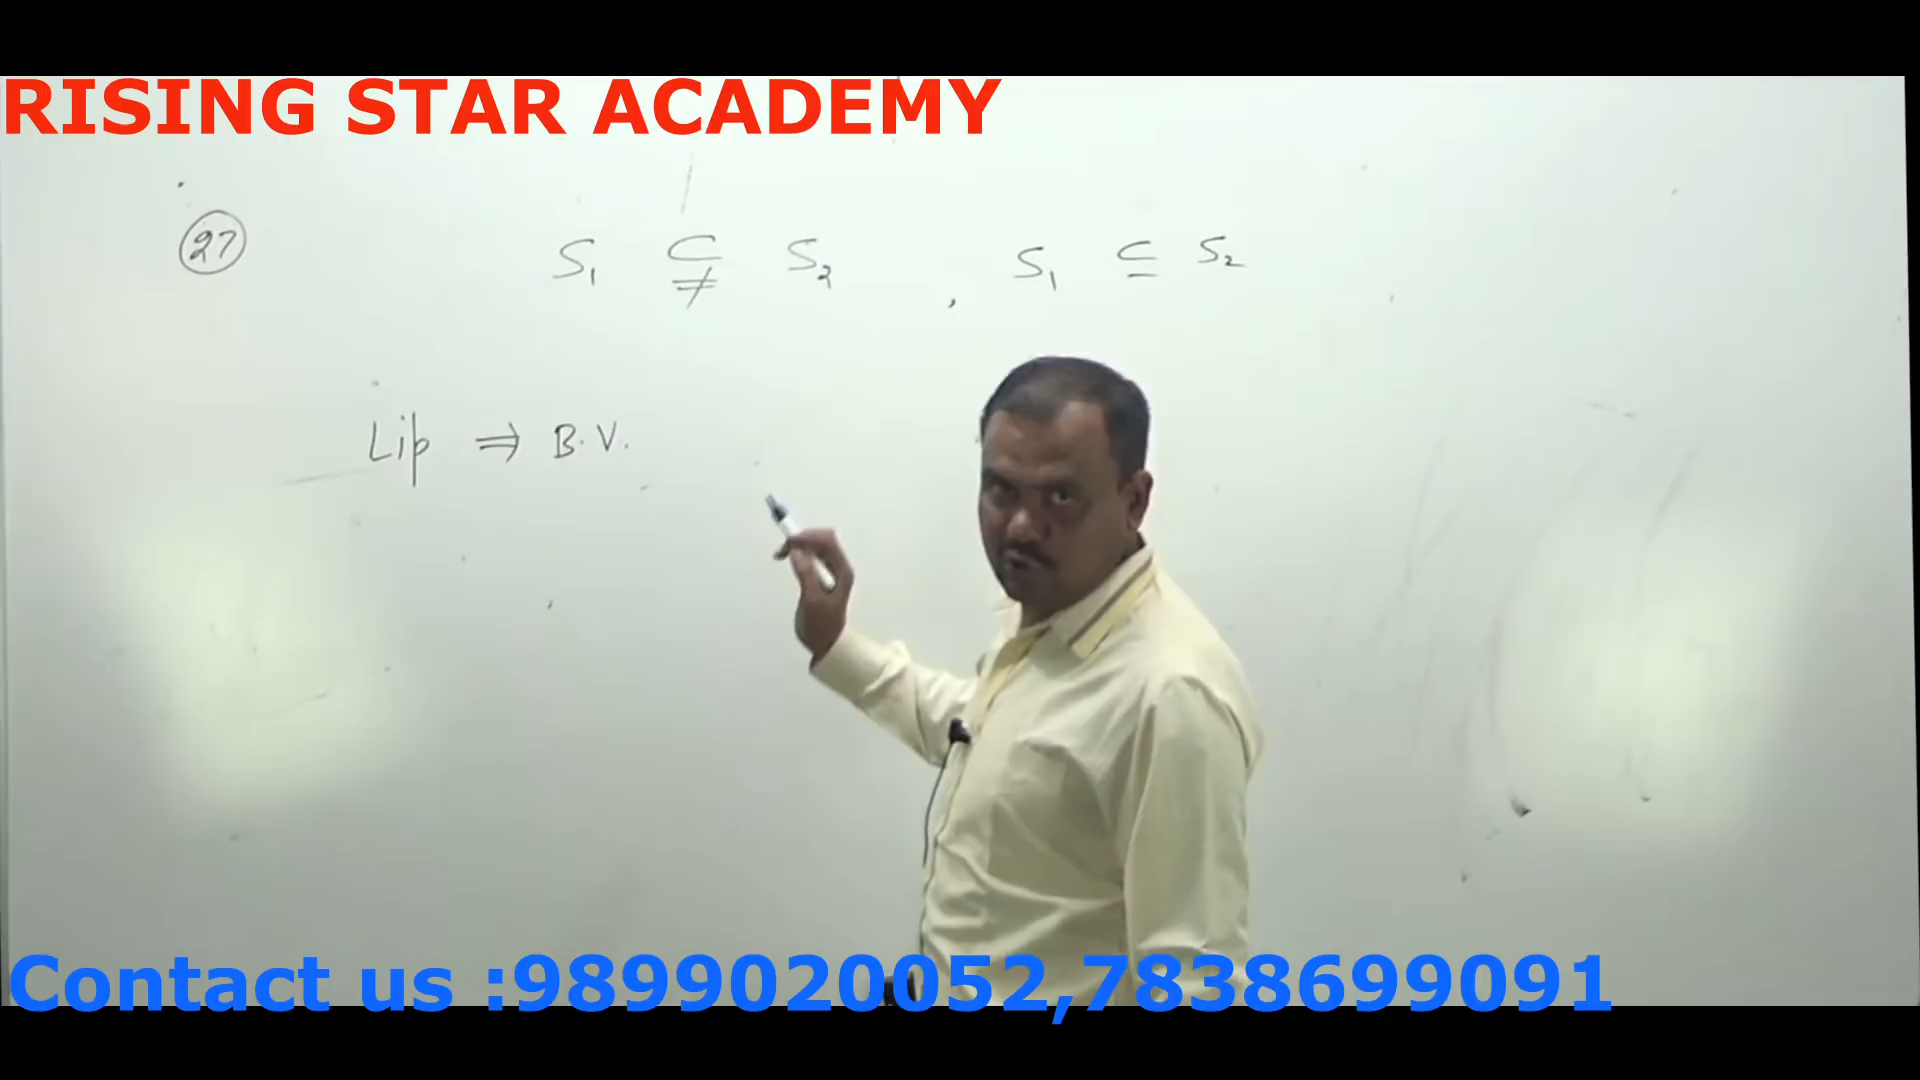 RISING STAR ACADEMY
27 S₁ ⊊ S₂ , S₁ ⊆ S₂
Lip ⇒ B.V.
Contact us :9899020052,7838699091